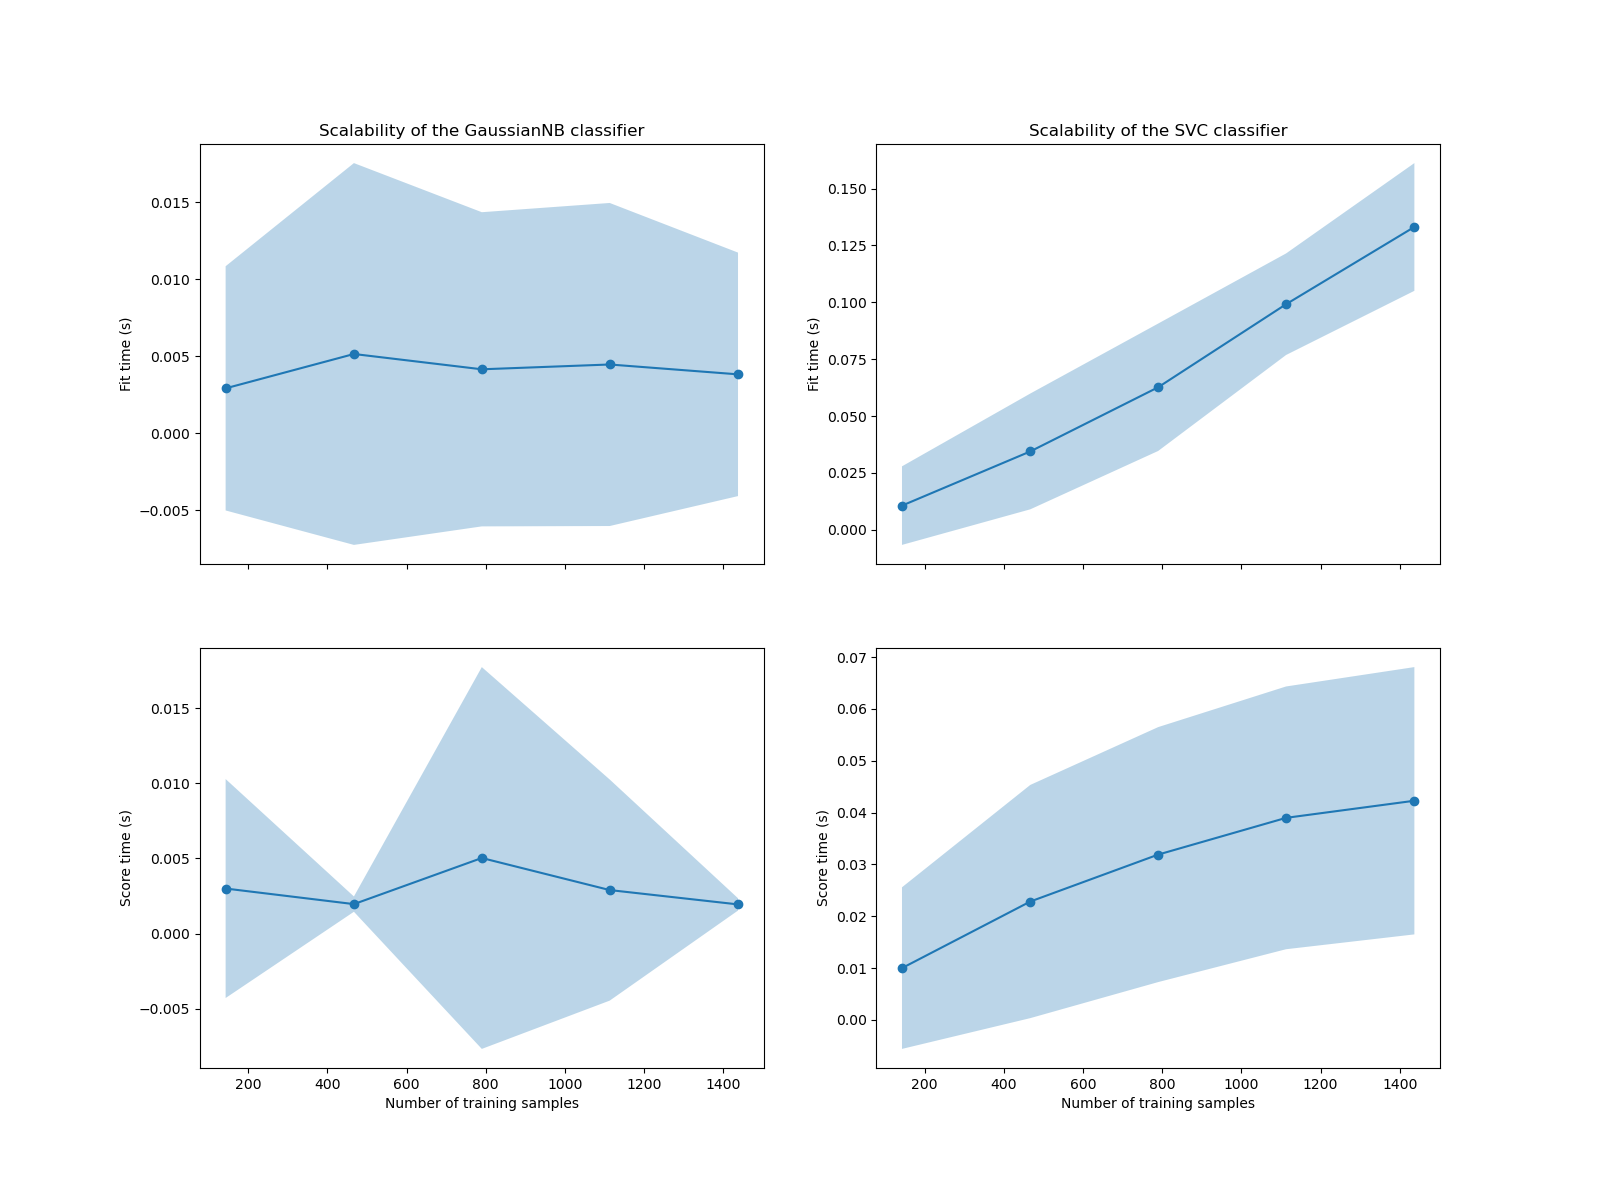 Scalability of the GaussianNB classifier
Fit time (s)
0.015
0.010
0.005
0.000
−0.005
Scalability of the SVC classifier
Fit time (s)
0.150
0.125
0.100
0.075
0.050
0.025
0.000
Score time (s)
0.015
0.010
0.005
0.000
−0.005
200 400 600 800 1000 1200 1400
Number of training samples
Score time (s)
0.07
0.06
0.05
0.04
0.03
0.02
0.01
0.00
200 400 600 800 1000 1200 1400
Number of training samples